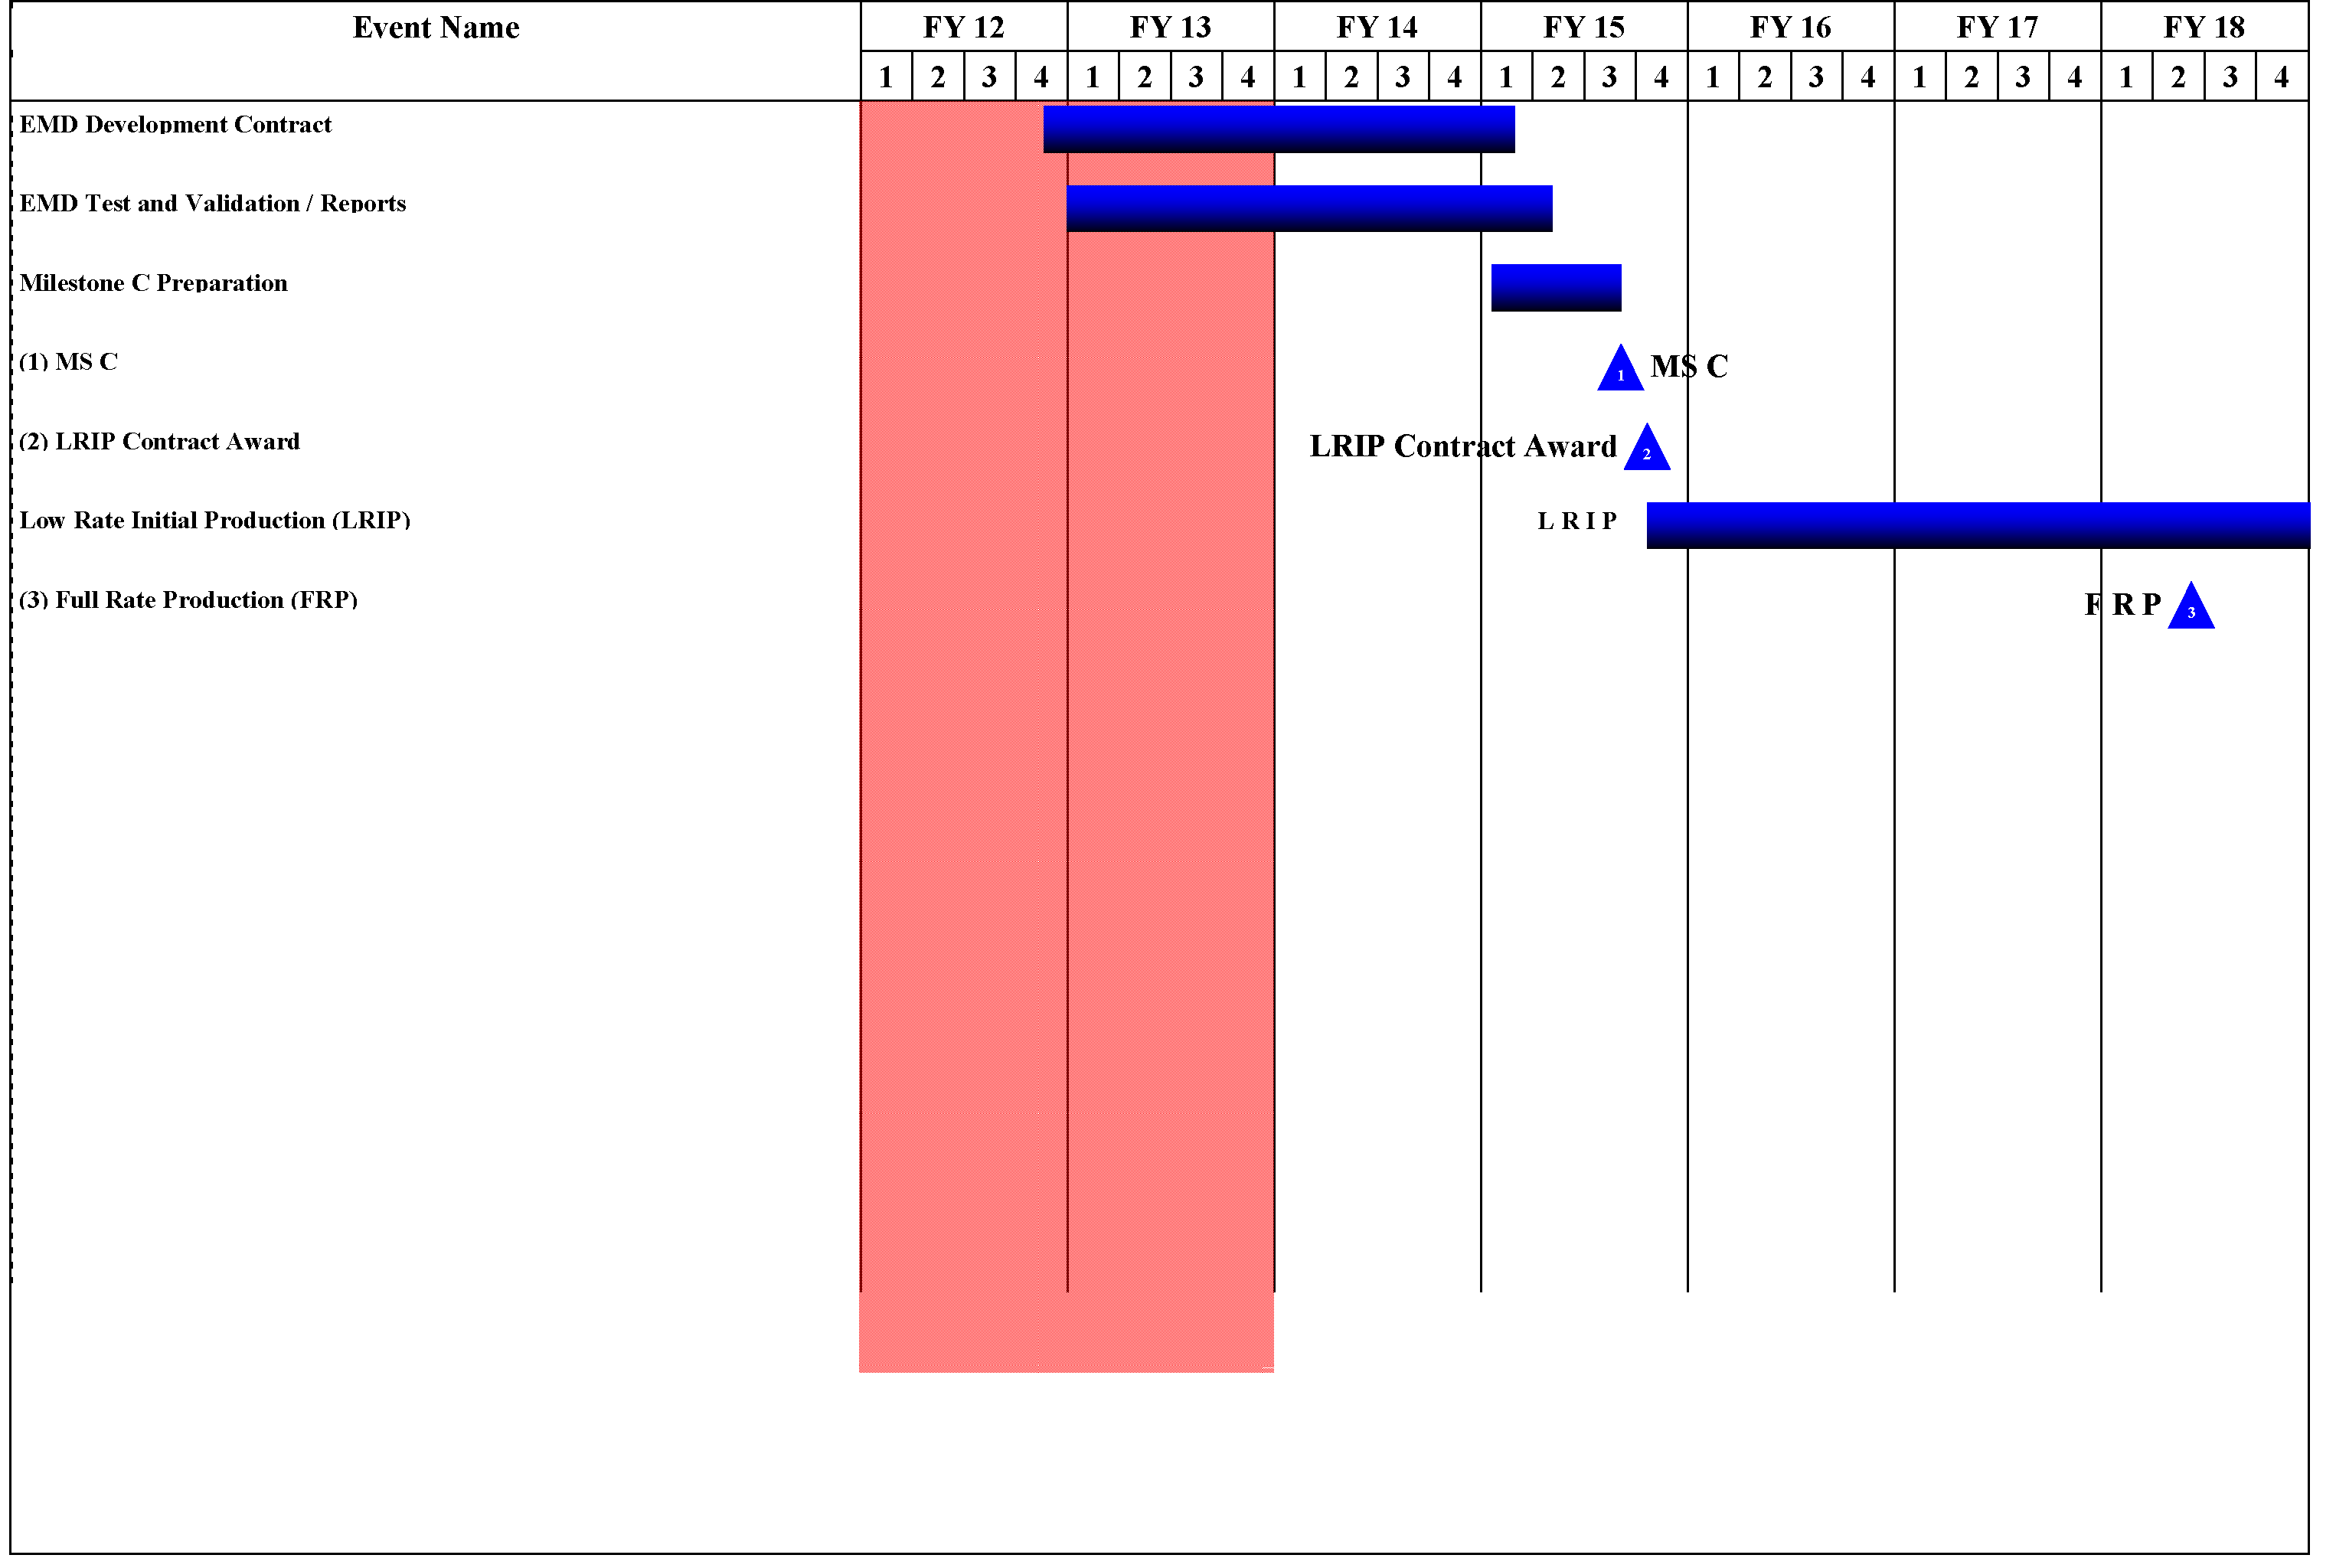 Event Name FY 12 FY 13 FY 14 FY 15 FY 16 FY 17 FY 18
1 2 3 4 1 2 3 4 1 2 3 4 1 2 3 4 1 2 3 4 1 2 3 4 1 2 3 4
EMD Development Contract
EMD Test and Validation / Reports
Milestone C Preparation
(1) MS C 1 MS C
(2) LRIP Contract Award LRIP Contract Award 2
Low Rate Initial Production (LRIP) L R I P
(3) Full Rate Production (FRP) F R P 3